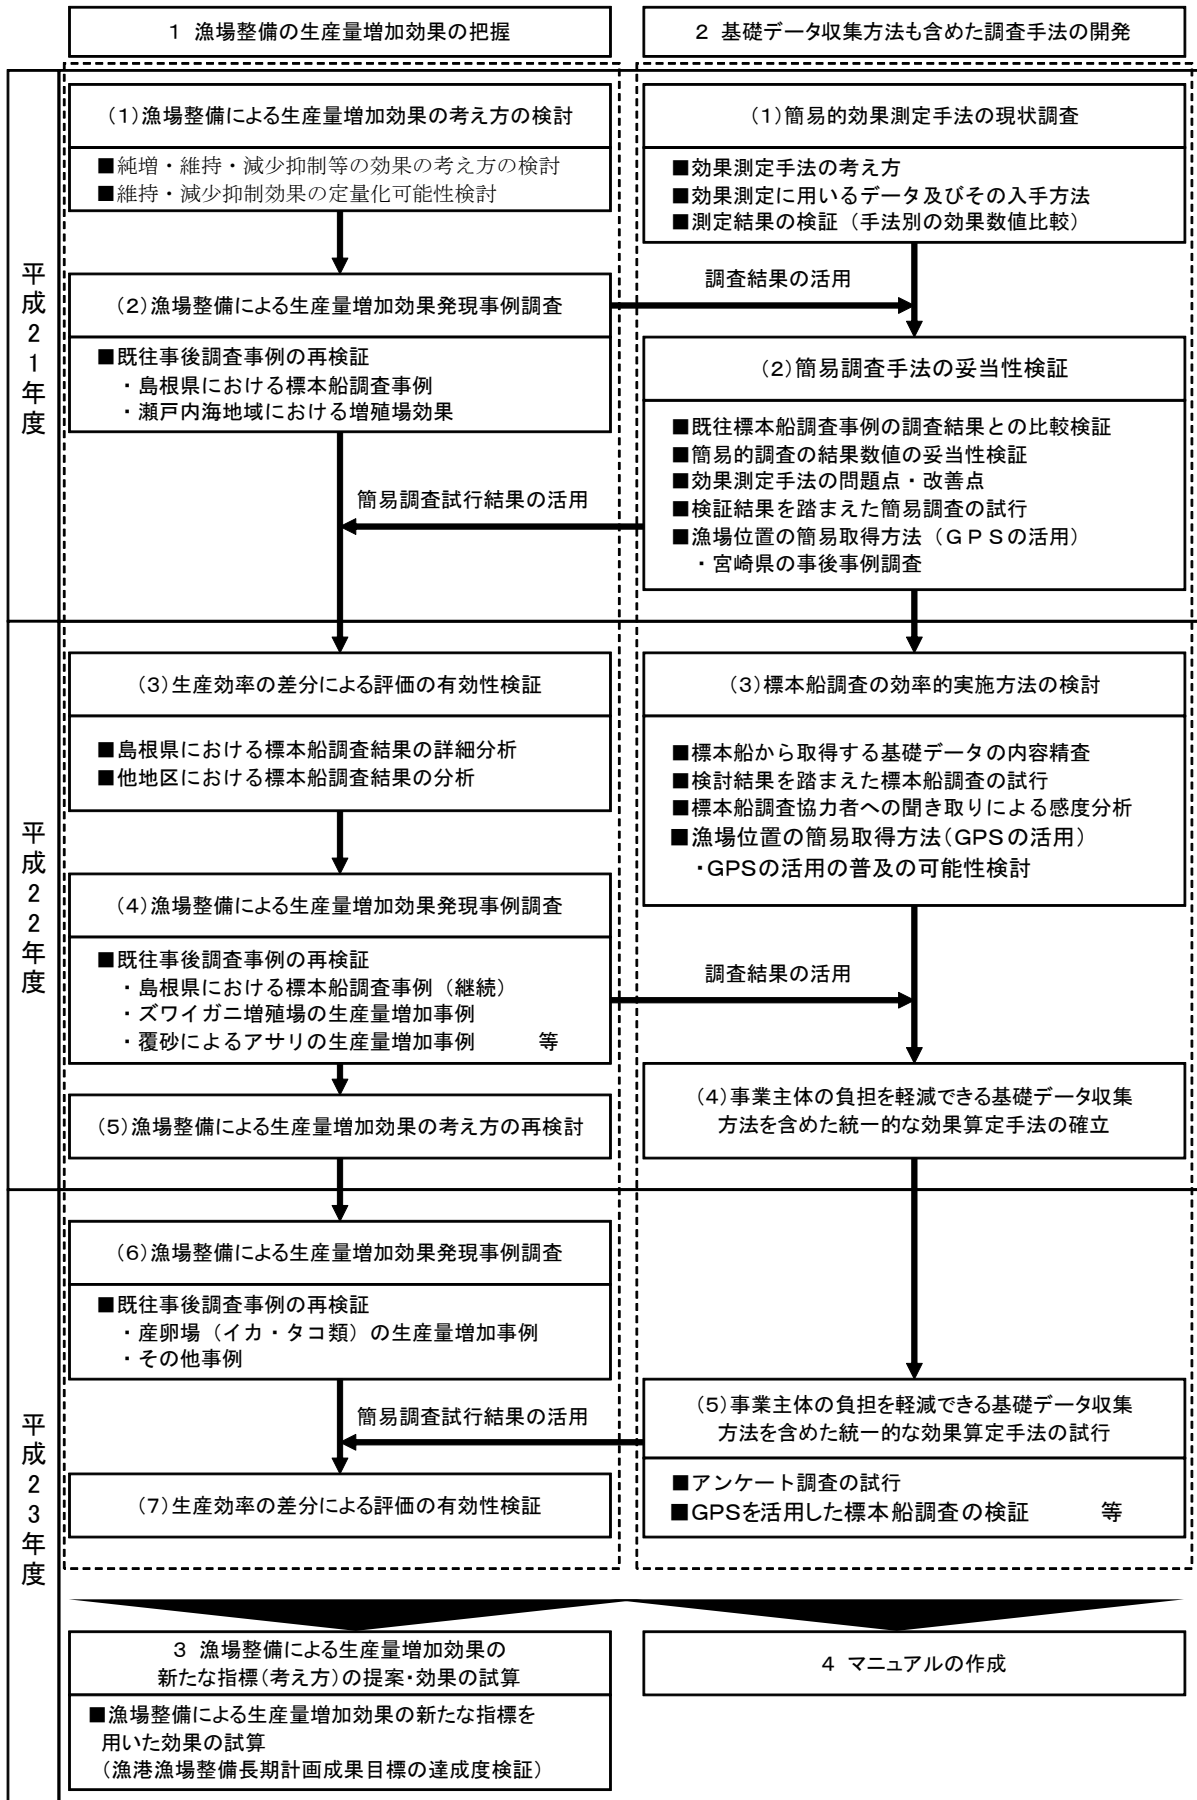 1 漁場整備の生産量増加効果の把握
2 基礎データ収集方法も含めた調査手法の開発
平成21年度
(1)漁場整備による生産量増加効果の考え方の検討
■純増・維持・減少抑制等の効果の考え方の検討
■維持・減少抑制効果の定量化可能性検討
(1)簡易的効果測定手法の現状調査
■効果測定手法の考え方
■効果測定に用いるデータ及びその入手方法
■測定結果の検証（手法別の効果数値比較）
(2)漁場整備による生産量増加効果発現事例調査
■既往事後調査事例の再検証
・島根県における標本船調査事例
・瀬戸内海地域における増殖場効果
調査結果の活用
(2)簡易調査手法の妥当性検証
■既往標本船調査事例の調査結果との比較検証
■簡易的調査の結果数値の妥当性検証
■効果測定手法の問題点・改善点
■検証結果を踏まえた簡易調査の試行
■漁場位置の簡易取得方法（ＧＰＳの活用）
・宮崎県の事後事例調査
簡易調査試行結果の活用
平成22年度
(3)生産効率の差分による評価の有効性検証
■島根県における標本船調査結果の詳細分析
■他地区における標本船調査結果の分析
(3)標本船調査の効率的実施方法の検討
■標本船から取得する基礎データの内容精査
■検討結果を踏まえた標本船調査の試行
■標本船調査協力者への聞き取りによる感度分析
■漁場位置の簡易取得方法(GPSの活用)
・GPSの活用の普及の可能性検討
(4)漁場整備による生産量増加効果発現事例調査
■既往事後調査事例の再検証
・島根県における標本船調査事例（継続）
・ズワイガニ増殖場の生産量増加事例
・覆砂によるアサリの生産量増加事例 等
調査結果の活用
(5)漁場整備による生産量増加効果の考え方の再検討
(4)事業主体の負担を軽減できる基礎データ収集
方法を含めた統一的な効果算定手法の確立
平成23年度
(6)漁場整備による生産量増加効果発現事例調査
■既往事後調査事例の再検証
・産卵場（イカ・タコ類）の生産量増加事例
・その他事例
簡易調査試行結果の活用
(5)事業主体の負担を軽減できる基礎データ収集
方法を含めた統一的な効果算定手法の試行
■アンケート調査の試行
■GPSを活用した標本船調査の検証 等
(7)生産効率の差分による評価の有効性検証
3 漁場整備による生産量増加効果の
新たな指標(考え方)の提案・効果の試算
■漁場整備による生産量増加効果の新たな指標を
用いた効果の試算
(漁港漁場整備長期計画成果目標の達成度検証)
4 マニュアルの作成